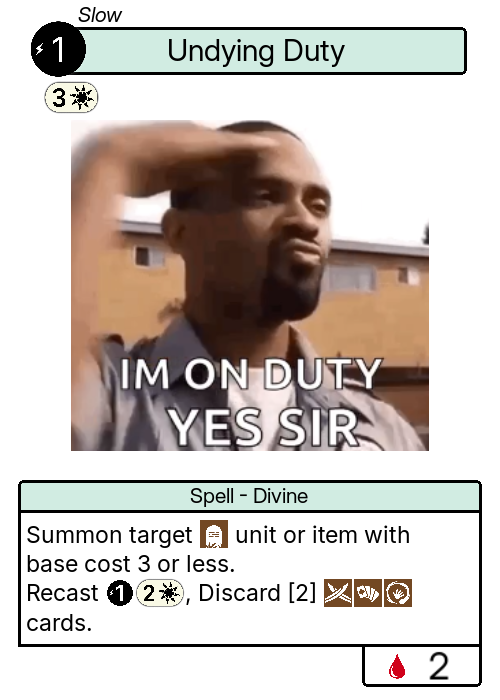 Slow
1
Undying Duty
3
IM ON DUTY
YES SIR
Spell - Divine
Summon target unit or item with
base cost 3 or less.
Recast 1 2, Discard [2]
cards.
2